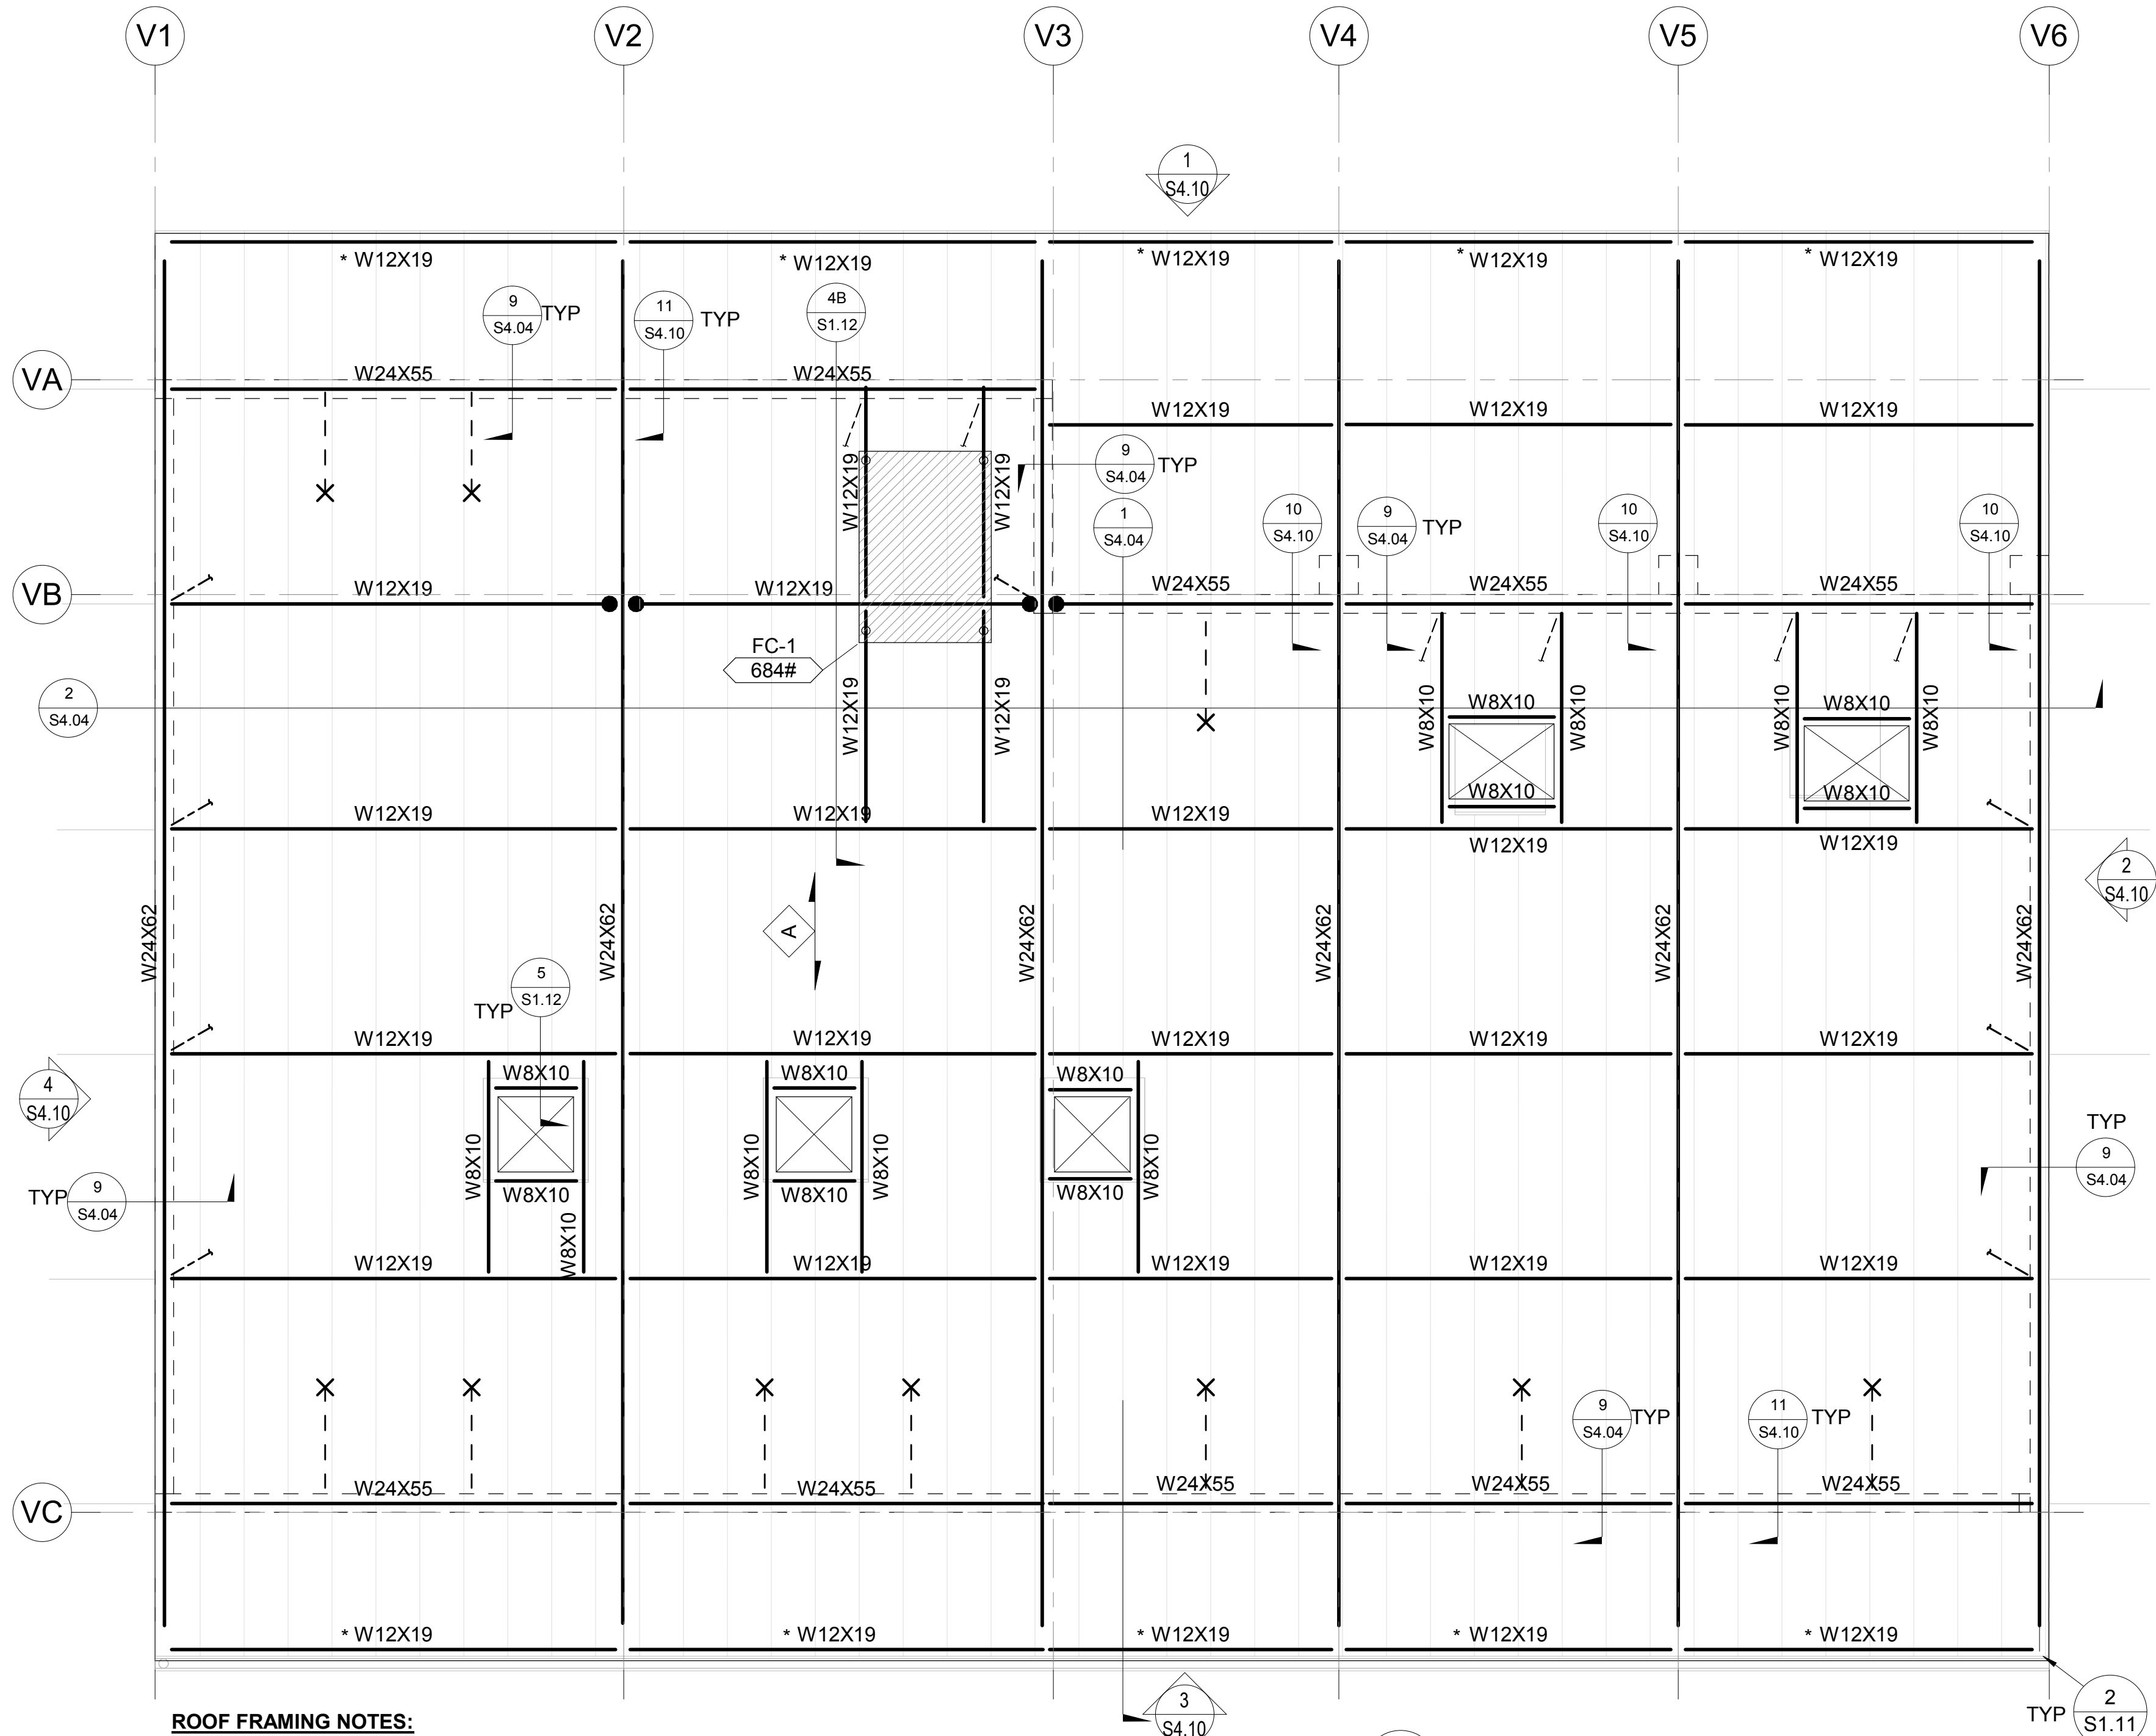 V1 V2 V3 V4 V5 V6
1
S4.10
* W12X19 * W12X19 * W12X19 * W12X19 * W12X19
9
S4.04
TYP
11
S4.10
TYP
4B
S1.12
VA
W24X55 W24X55
W12X19 W12X19 W12X19
W12X19
W12X19
9
S4.04
TYP
1
S4.04
10
S4.10
9
S4.04
TYP
10
S4.10
10
S4.10
VB
W12X19 W12X19 W24X55 W24X55 W24X55
FC-1
684#
2
S4.04
W12X19
W12X19
W8X10
W8X10
W8X10
W8X10
W8X10
W8X10
W8X10
W8X10
W12X19 W12X19 W12X19 W12X19 W12X19
2
S4.10
W24X62
W24X62
A
W24X62
W24X62
W24X62
W24X62
5
S1.12
TYP
W12X19 W12X19 W12X19 W12X19 W12X19
4
S4.10
W8X10 W8X10 W8X10
W8X10
W8X10
W8X10
W8X10
W8X10
W8X10 W8X10 W8X10
TYP
9
S4.04
TYP
9
S4.04
W12X19 W12X19 W12X19 W12X19 W12X19
9
S4.04
TYP
11
S4.10
TYP
VC
W24X55 W24X55 W24X55 W24X55 W24X55
* W12X19 * W12X19 * W12X19 * W12X19 * W12X19
3
S4.10
TYP
2
S1.11
ROOF FRAMING NOTES: